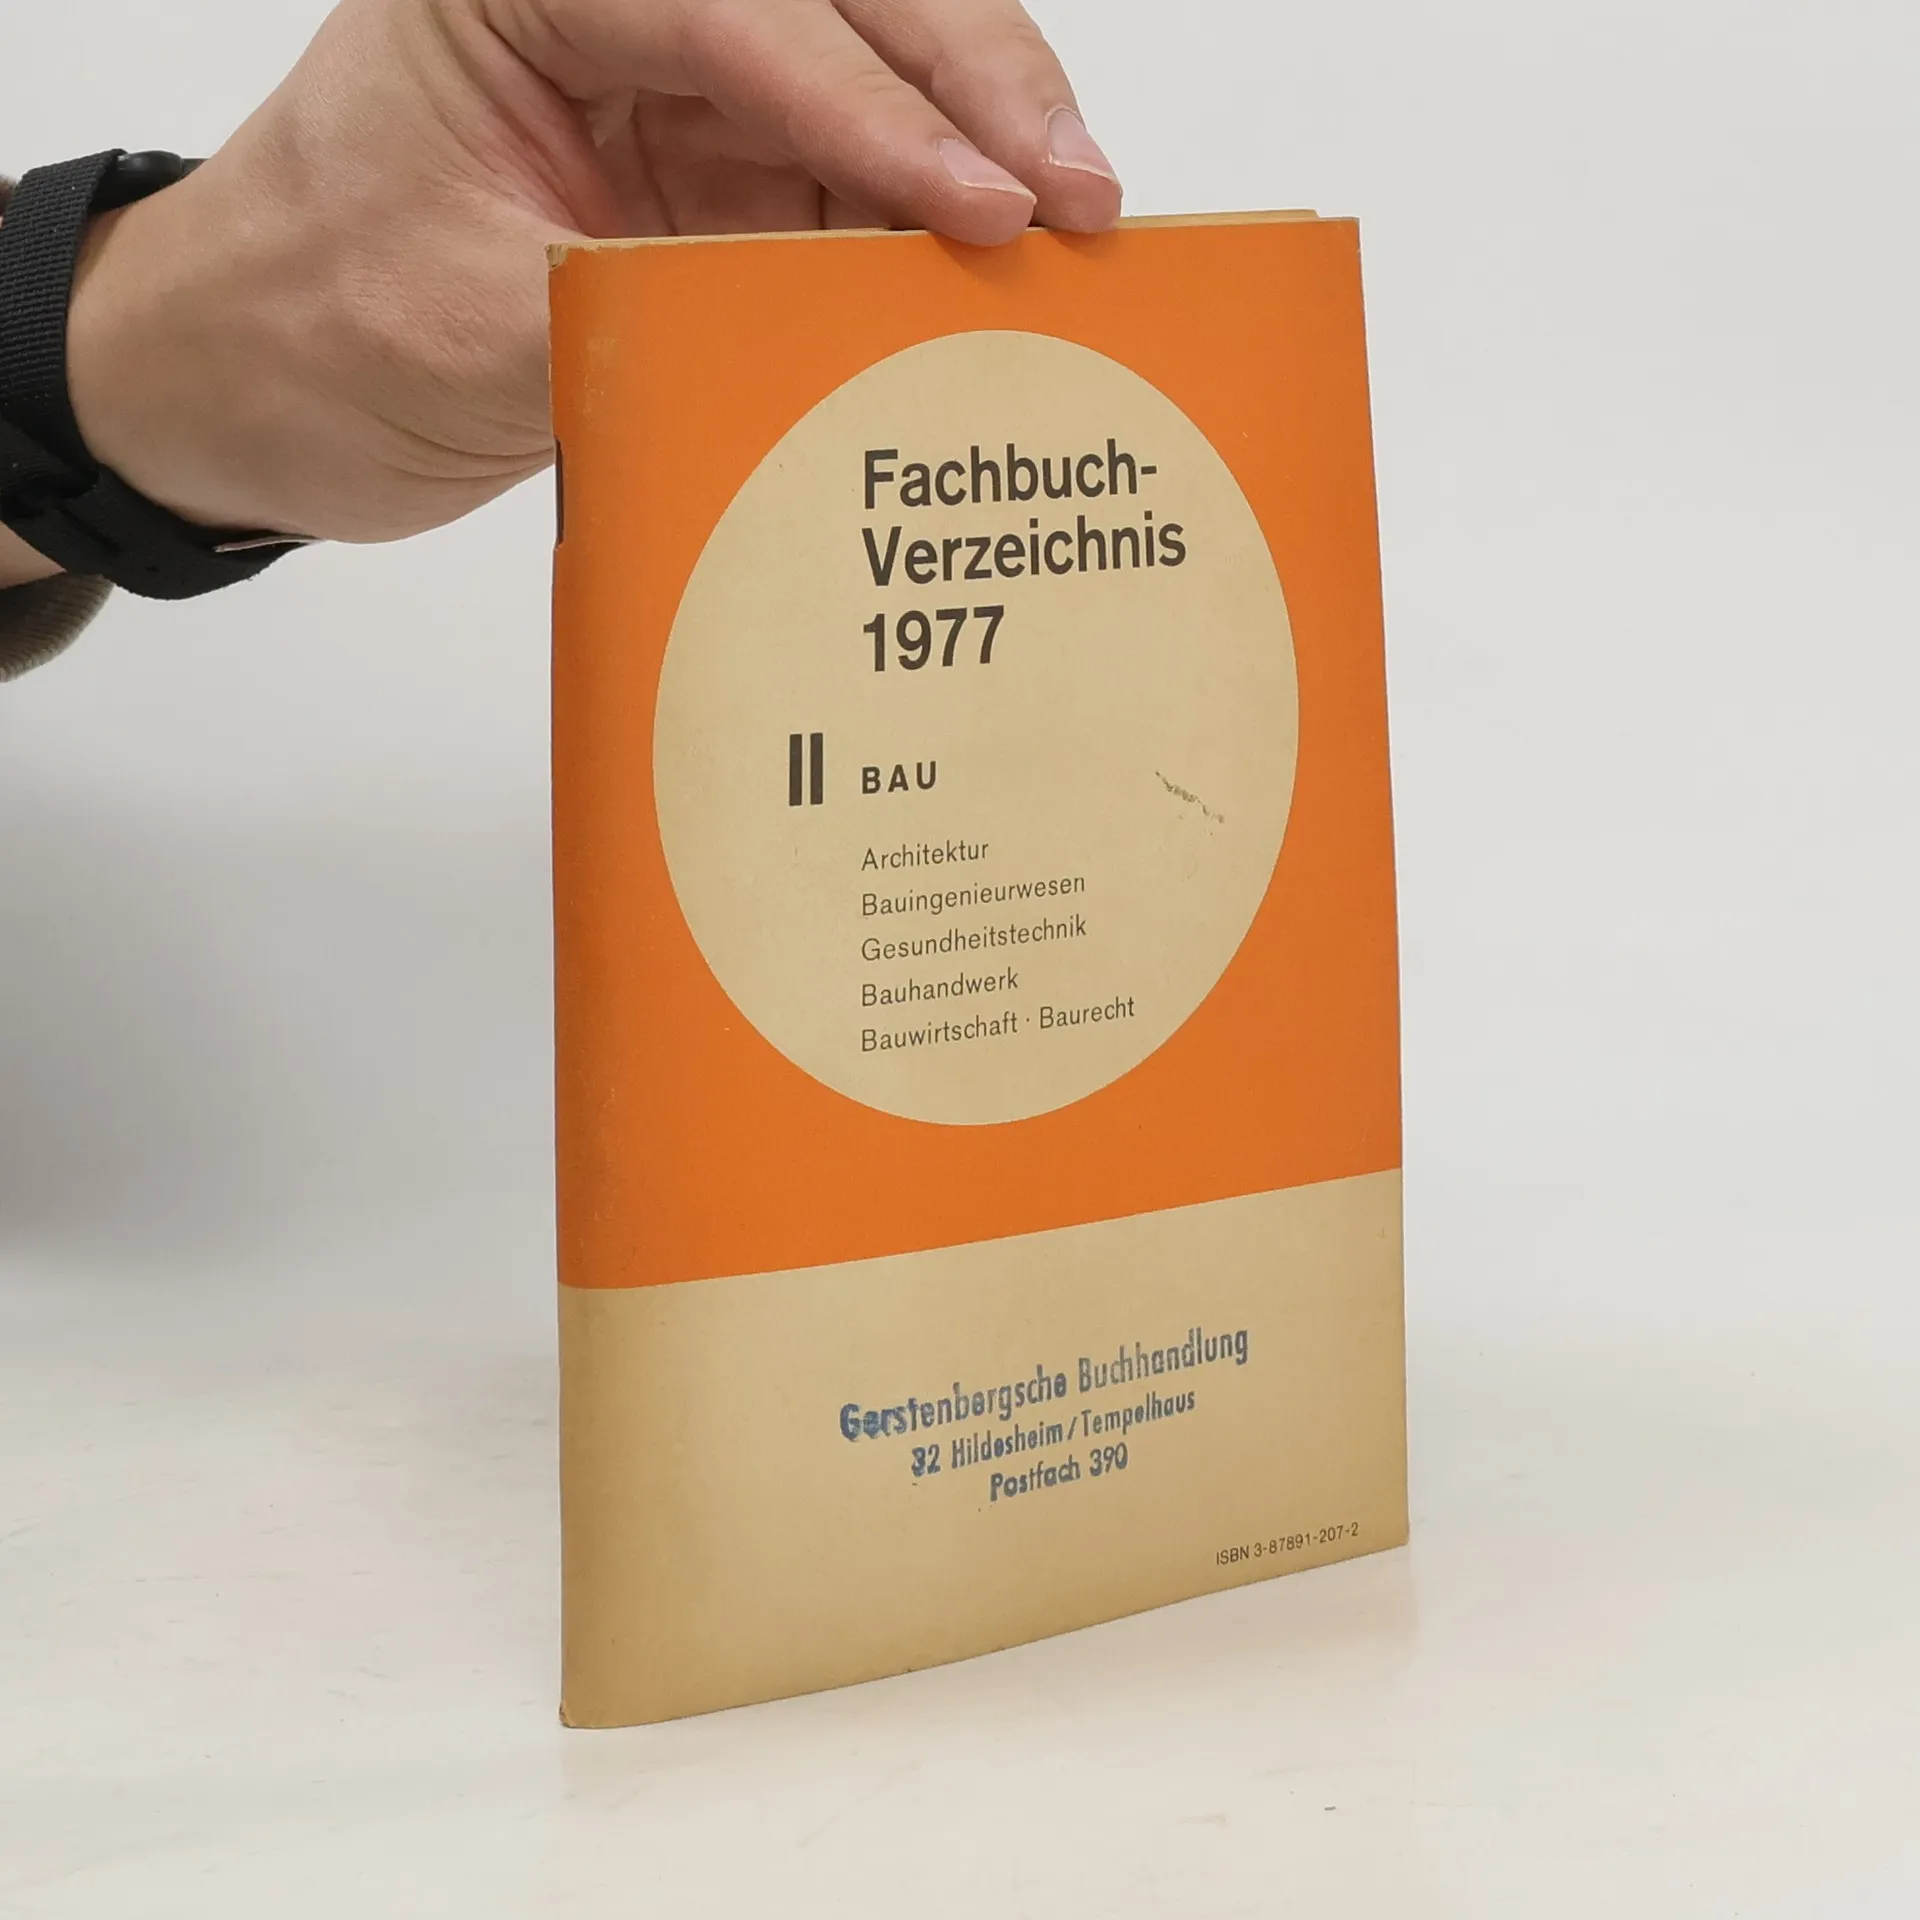 Fachbuch-
Verzeichnis
1977
II BAU
Architektur
Bauingenieurwesen
Gesundheitstechnik
Bauhandwerk
Bauwirtschaft · Baurecht
Gerstenbergsche Buchhandlung
32 Hildesheim/Tempelhaus
Postfach 390
ISBN 3-87891-207-2